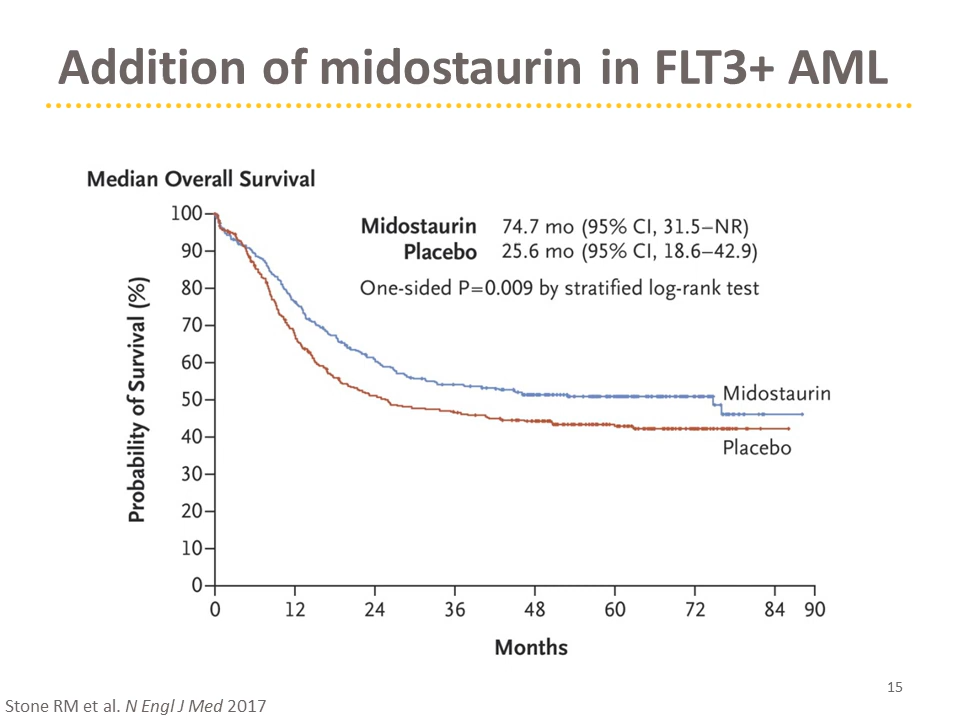 Addition of midostaurin in FLT3+ AML
Median Overall Survival
Midostaurin 74.7 mo (95% CI, 31.5–NR)
Placebo 25.6 mo (95% CI, 18.6–42.9)
One-sided P=0.009 by stratified log-rank test
Probability of Survival (%)
100
90
80
70
60
50
40
30
20
10
0
Midostaurin
Placebo
0 12 24 36 48 60 72 84 90
Months
15
Stone RM et al. N Engl J Med 2017